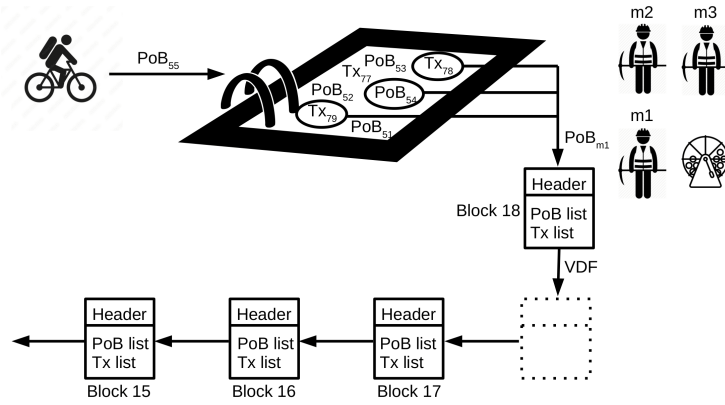 m2
m3
PoB55
PoB53
Tx78
Tx77
PoB52
PoB54
Tx79
PoB51
m1
PoBm1
Header
Block 18
PoB list
Tx list
VDF
Header
PoB list
Tx list
Block 15
Header
PoB list
Tx list
Block 16
Header
PoB list
Tx list
Block 17